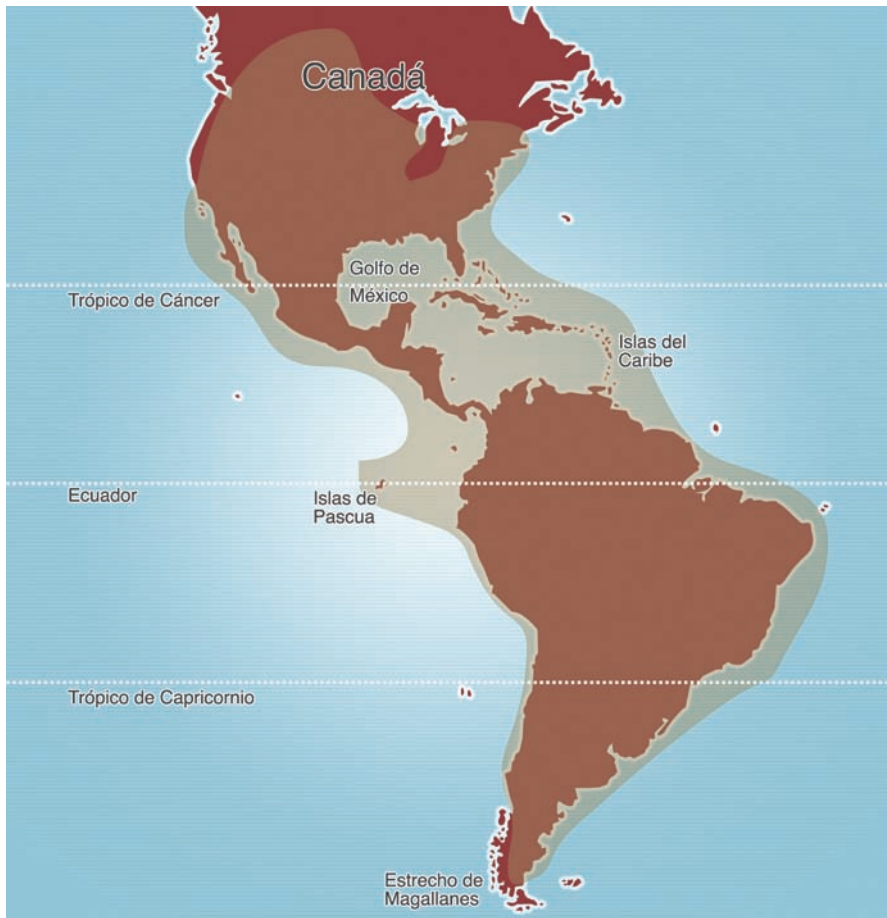 Canadá
Golfo de
México
Trópico de Cáncer
Islas del
Caribe
Ecuador
Islas de
Pascua
Trópico de Capricornio
Estrecho de
Magallanes